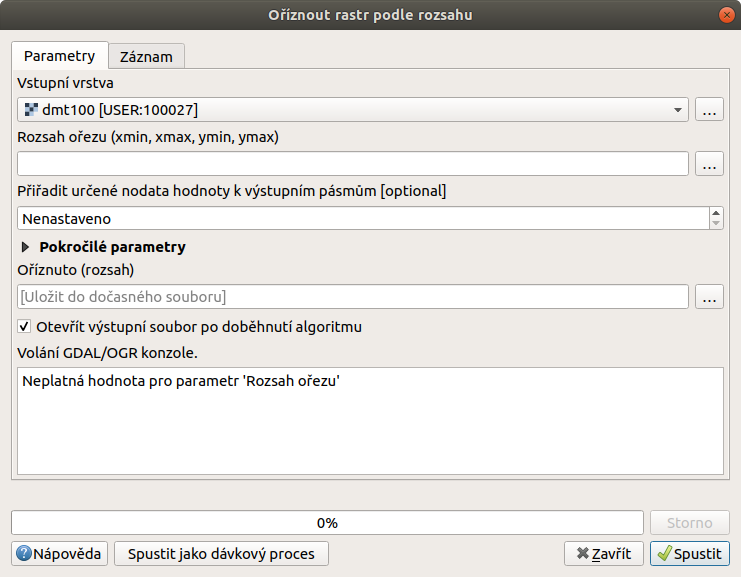 Oříznout rastr podle rozsahu
Parametry
Záznam
Vstupní vrstva
dmt100 [USER:100027]
...
Rozsah ořezu (xmin, xmax, ymin, ymax)
...
Přiřadit určené nodata hodnoty k výstupním pásmům [optional]
Nenastaveno
Pokročilé parametry
Oříznuto (rozsah)
[Uložit do dočasného souboru]
...
Otevřít výstupní soubor po doběhnutí algoritmu
Volání GDAL/OGR konzole.
Neplatná hodnota pro parametr 'Rozsah ořezu'
0%
Storno
Nápověda
Spustit jako dávkový proces
Zavřít
Spustit